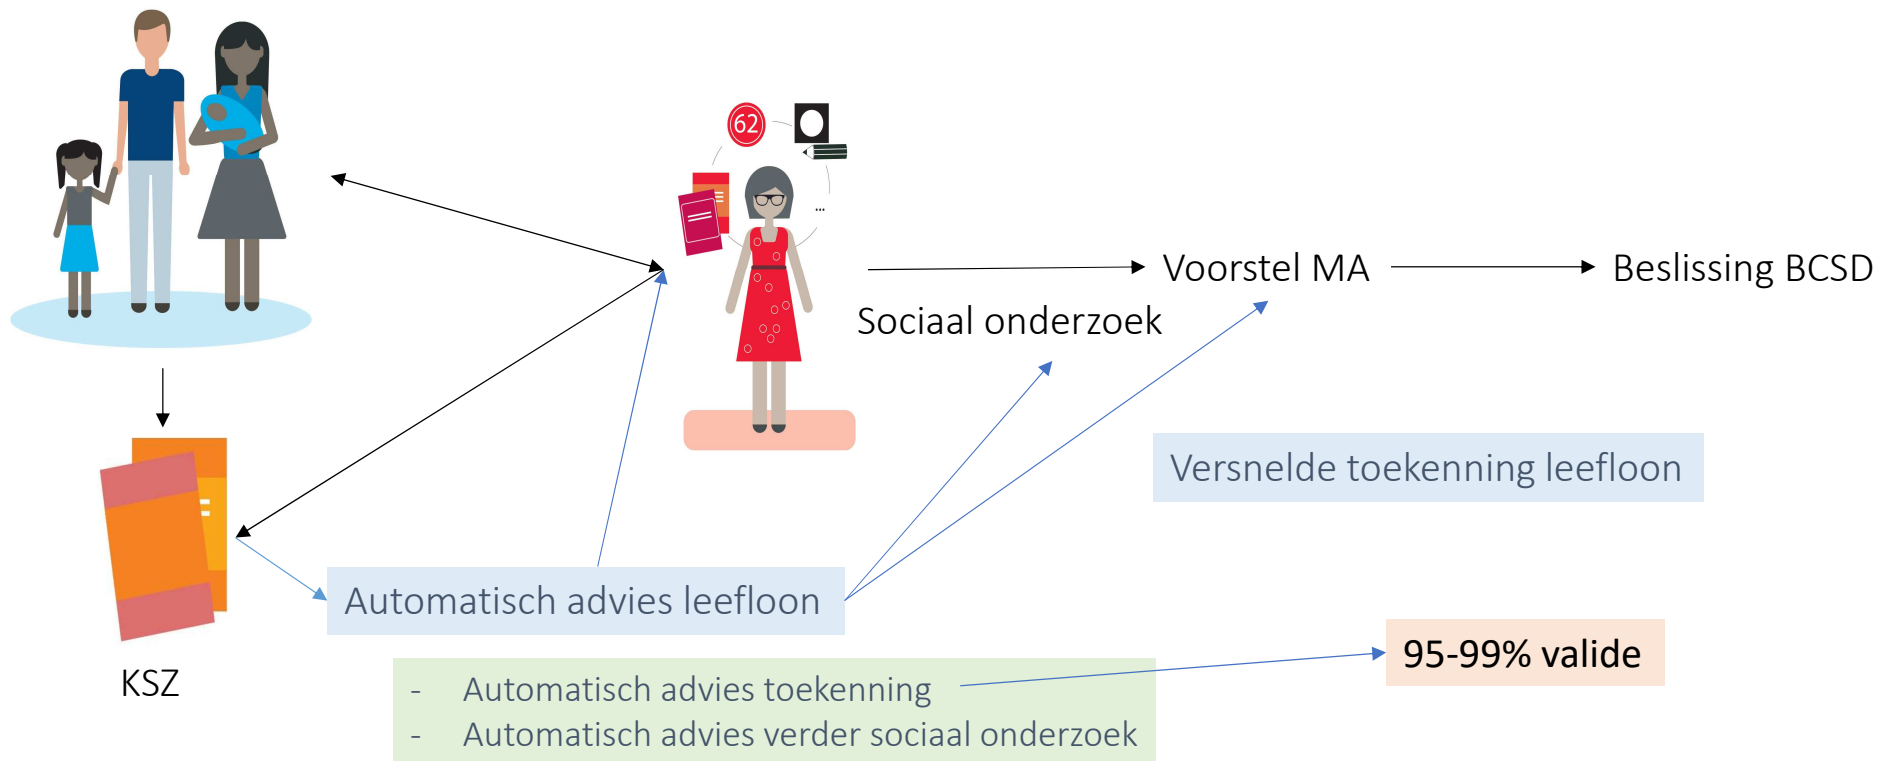 62
...
Voorstel MA
Beslissing BCSD
Sociaal onderzoek
Versnelde toekenning leefloon
Automatisch advies leefloon
95-99% valide
KSZ
- Automatisch advies toekenning
- Automatisch advies verder sociaal onderzoek